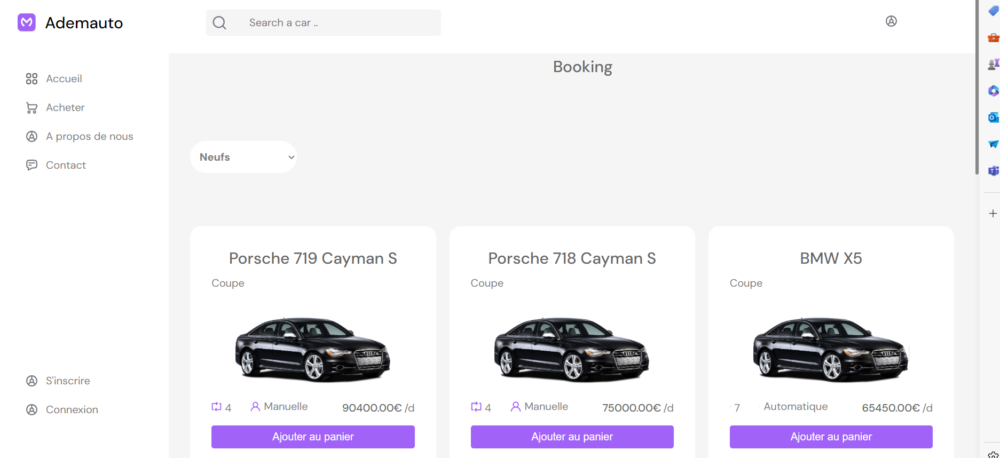 Ademauto
Search a car ..
Accueil
Acheter
A propos de nous
Contact
S'inscrire
Connexion
Booking
Neufs
Porsche 719 Cayman S
Coupe
4 Manuelle 90400.00€ /d
Ajouter au panier
Porsche 718 Cayman S
Coupe
4 Manuelle 75000.00€ /d
Ajouter au panier
BMW X5
Coupe
7 Automatique 65450.00€ /d
Ajouter au panier